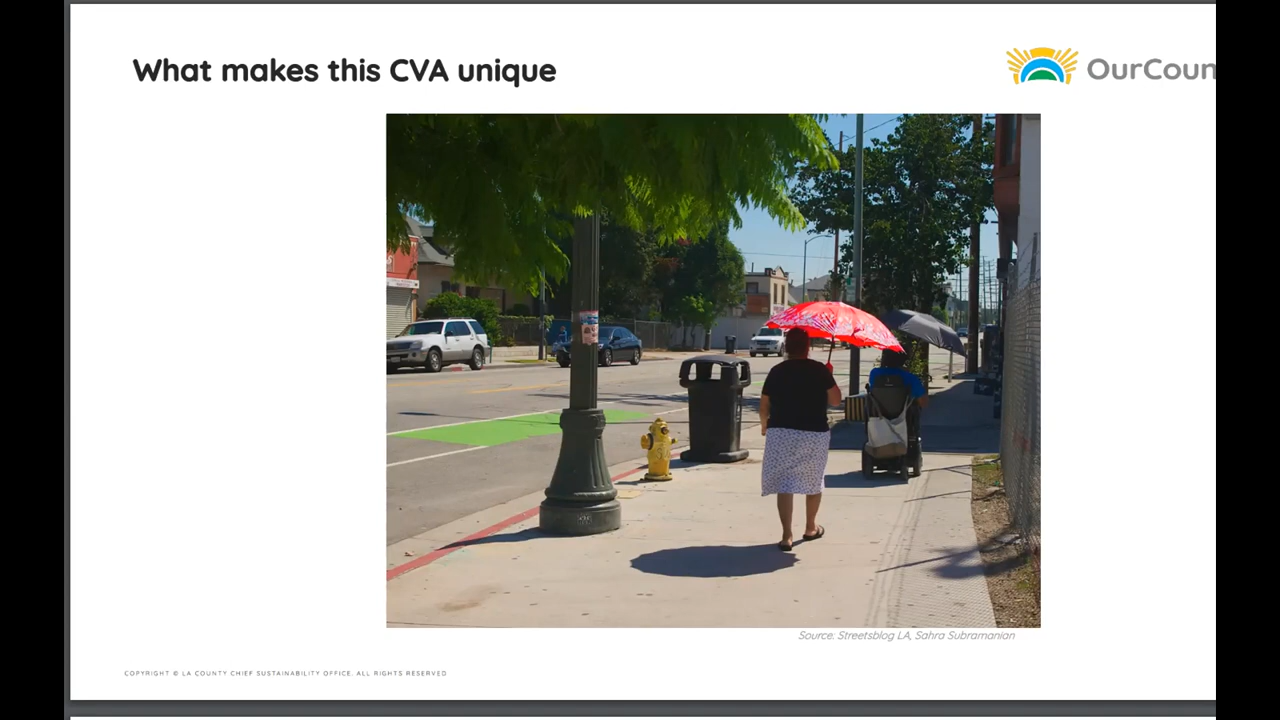 What makes this CVA unique
OurCoun
Source: Streetsblog LA, Sahra Subramanian
COPYRIGHT © LA COUNTY CHIEF SUSTAINABILITY OFFICE. ALL RIGHTS RESERVED